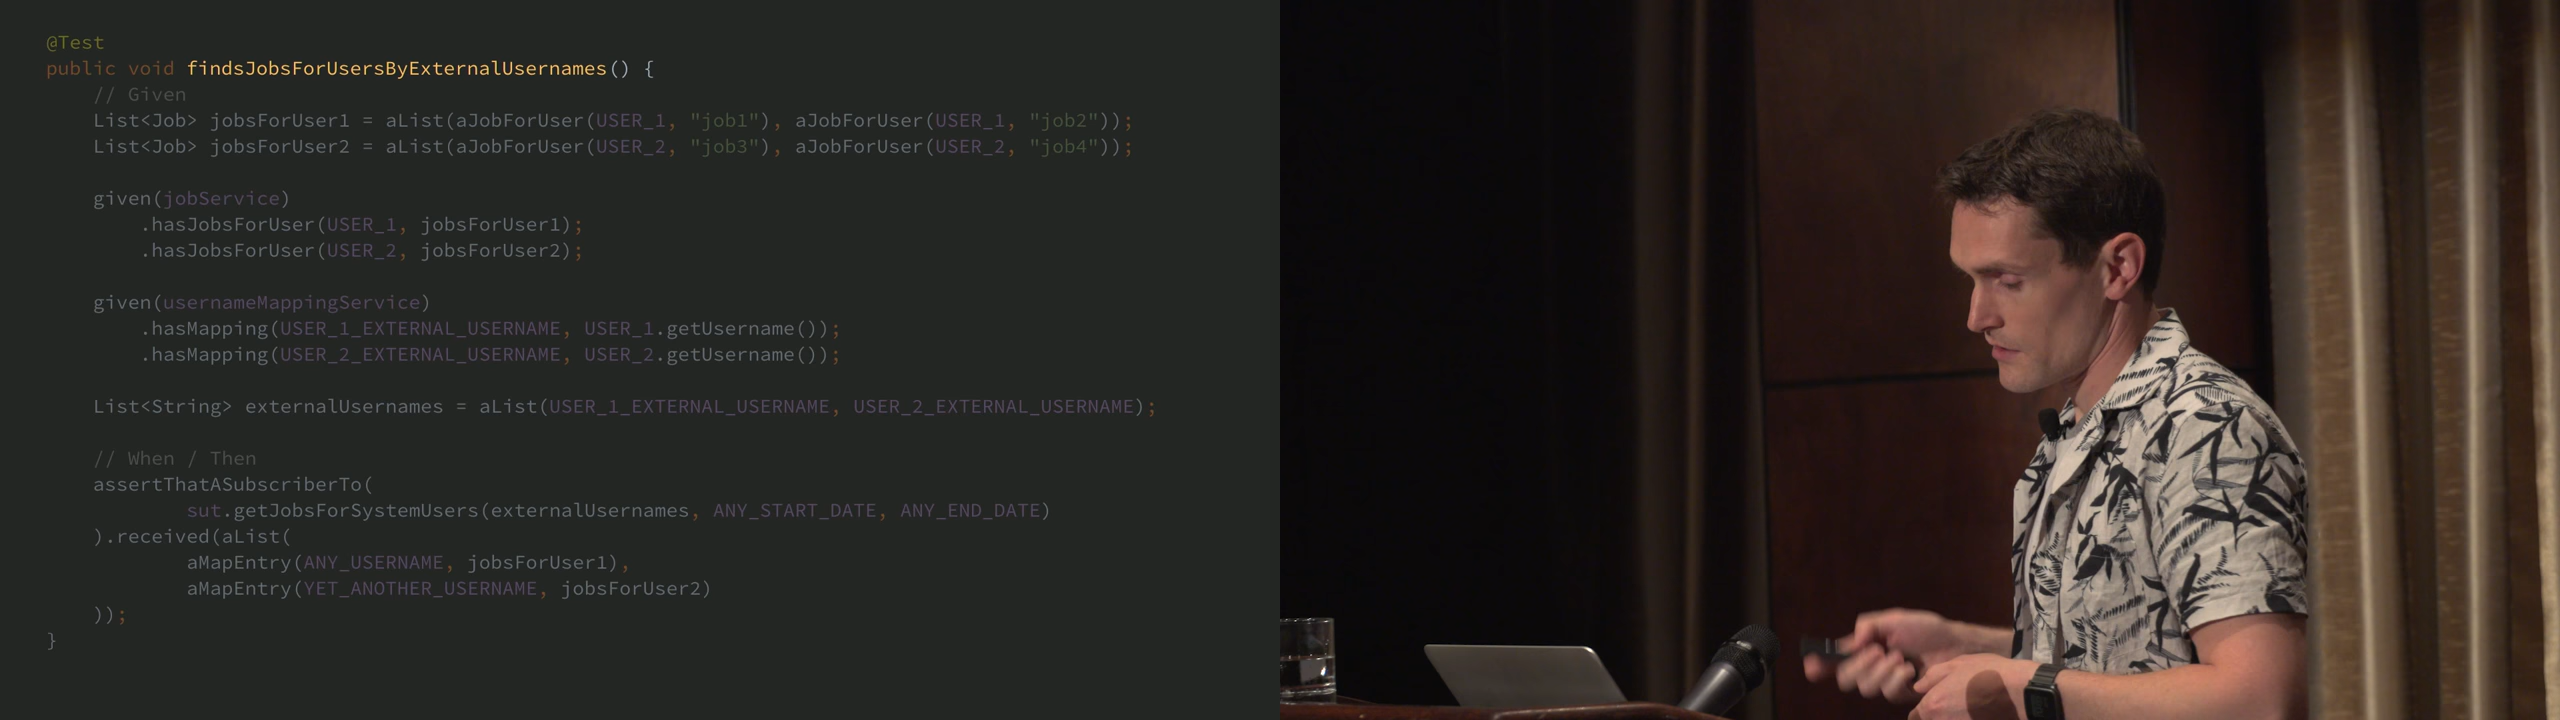 @Test
public void findsJobsForUsersByExternalUsernames() {
// Given
List<Job> jobsForUser1 = aList(aJobForUser(USER_1, "job1"), aJobForUser(USER_1, "job2"));
List<Job> jobsForUser2 = aList(aJobForUser(USER_2, "job3"), aJobForUser(USER_2, "job4"));
given(jobService)
.hasJobsForUser(USER_1, jobsForUser1);
.hasJobsForUser(USER_2, jobsForUser2);
given(usernameMappingService)
.hasMapping(USER_1_EXTERNAL_USERNAME, USER_1.getUsername());
.hasMapping(USER_2_EXTERNAL_USERNAME, USER_2.getUsername());
List<String> externalUsernames = aList(USER_1_EXTERNAL_USERNAME, USER_2_EXTERNAL_USERNAME);
// When / Then
assertThatASubscriberTo(
sut.getJobsForSystemUsers(externalUsernames, ANY_START_DATE, ANY_END_DATE)
).received(aList(
aMapEntry(ANY_USERNAME, jobsForUser1),
aMapEntry(YET_ANOTHER_USERNAME, jobsForUser2)
));
}